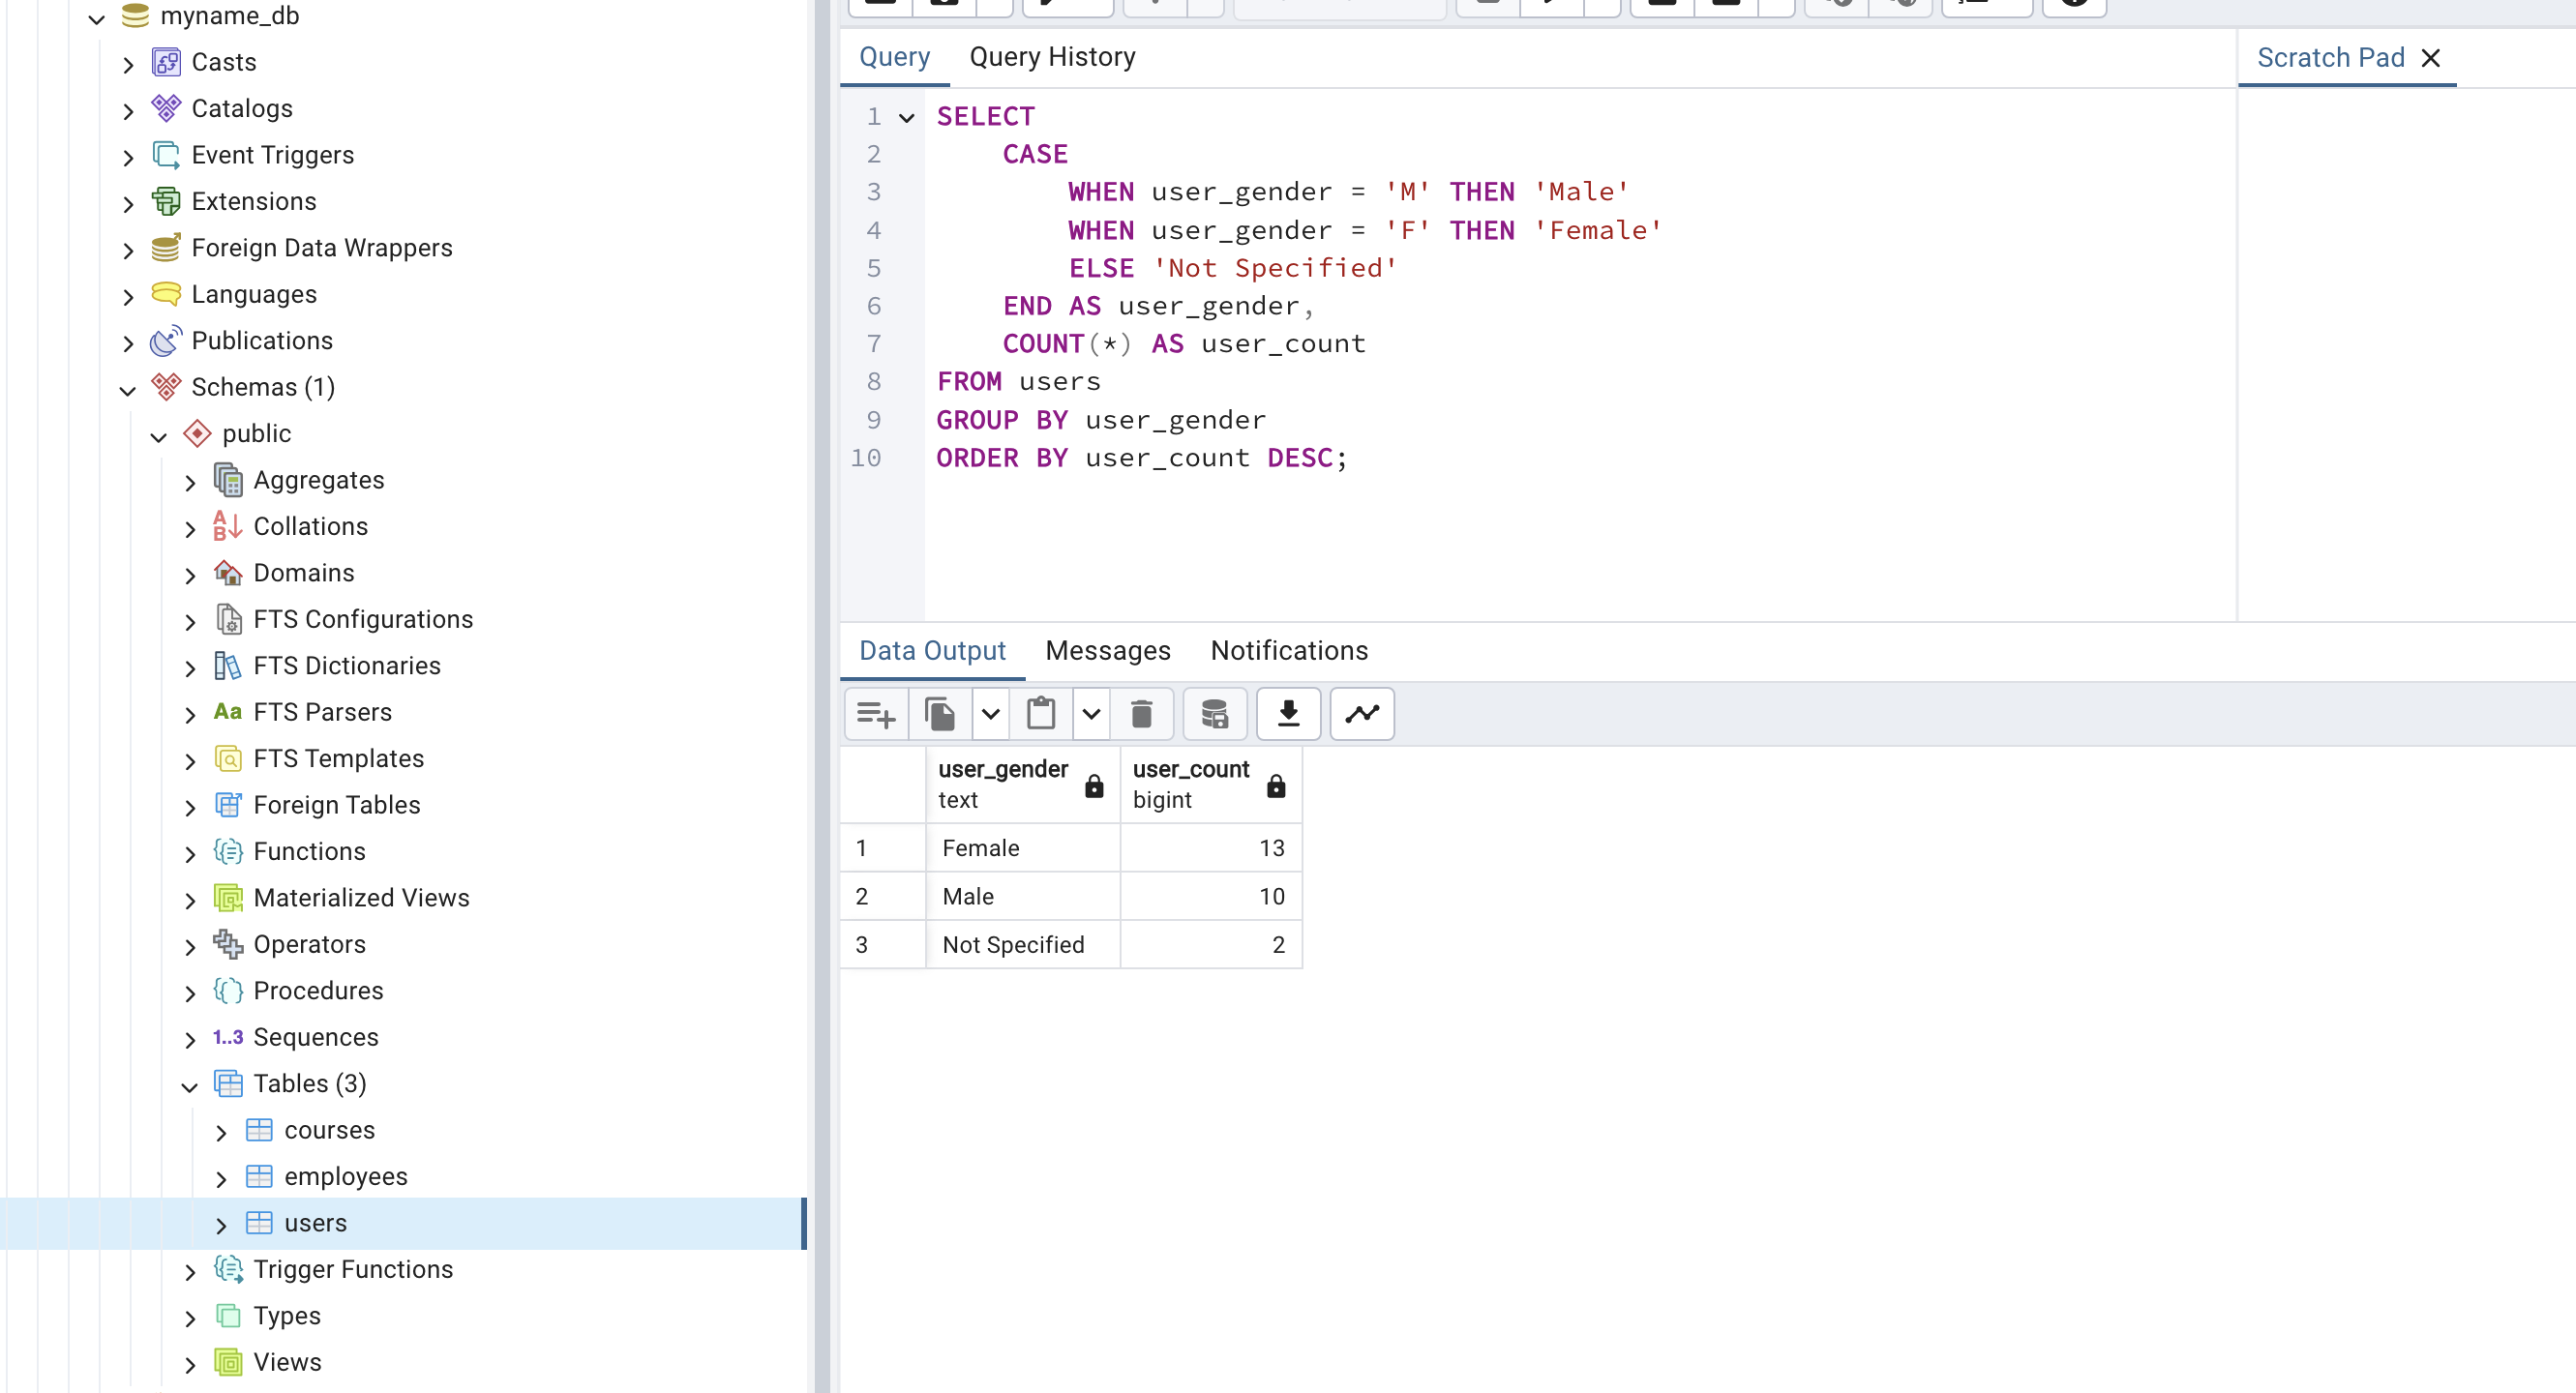 myname_db
Casts
Catalogs
Event Triggers
Extensions
Foreign Data Wrappers
Languages
Publications
Schemas (1)
public
Aggregates
Collations
Domains
FTS Configurations
FTS Dictionaries
Aa FTS Parsers
FTS Templates
Foreign Tables
Functions
Materialized Views
Operators
Procedures
1..3 Sequences
Tables (3)
courses
employees
users
Trigger Functions
Types
Views
Query Query History
Scratch Pad
1 SELECT
2 CASE
3 WHEN user_gender = 'M' THEN 'Male'
4 WHEN user_gender = 'F' THEN 'Female'
5 ELSE 'Not Specified'
6 END AS user_gender,
7 COUNT(*) AS user_count
8 FROM users
9 GROUP BY user_gender
10 ORDER BY user_count DESC;
Data Output Messages Notifications
user_gender user_count
text bigint
1 Female 13
2 Male 10
3 Not Specified 2